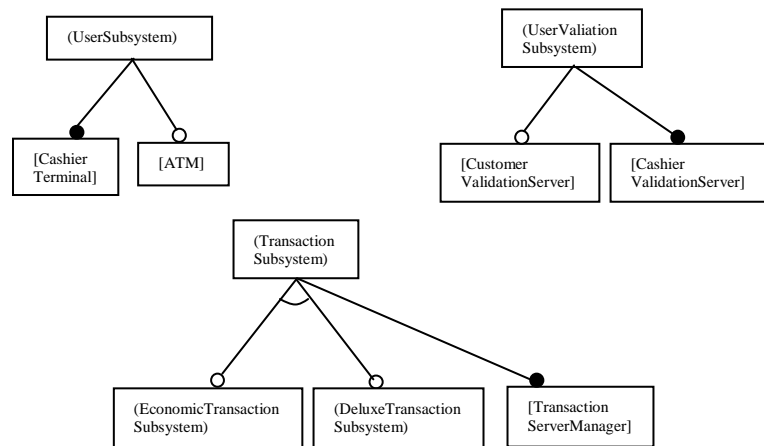 (UserSubsystem)
(UserValiation
Subsystem)
[Cashier
Terminal]
[ATM]
[Customer
ValidationServer]
[Cashier
ValidationServer]
(Transaction
Subsystem)
(EconomicTransaction
Subsystem)
(DeluxeTransaction
Subsystem)
[Transaction
ServerManager]